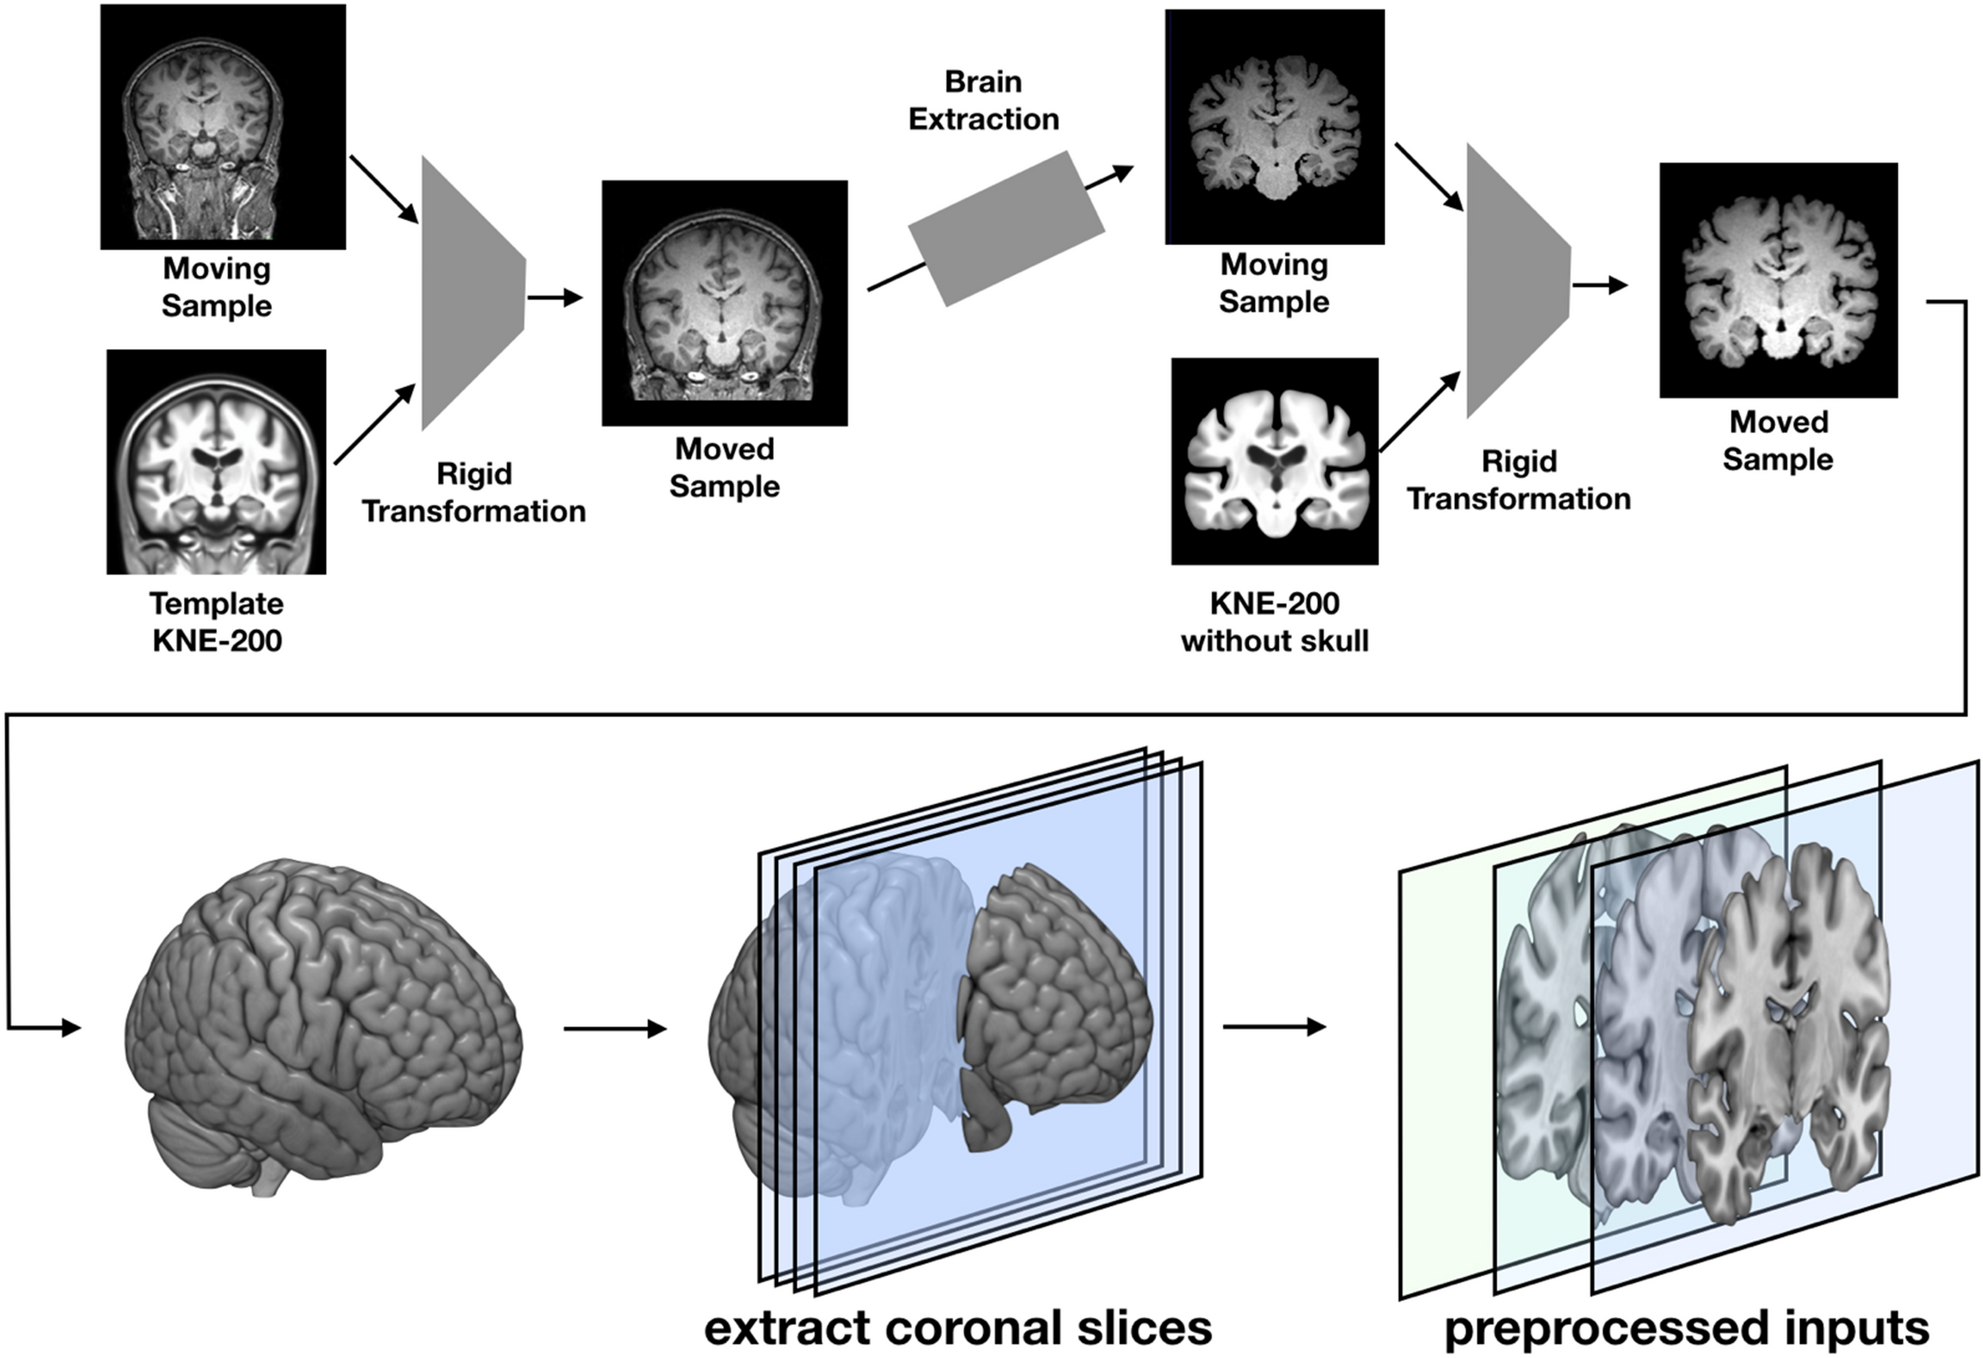 Brain
Extraction
Moving
Sample
Moving
Sample
Moved
Sample
Moved
Sample
Rigid
Transformation
Rigid
Transformation
Template
KNE-200
KNE-200
without skull
extract coronal slices
preprocessed inputs